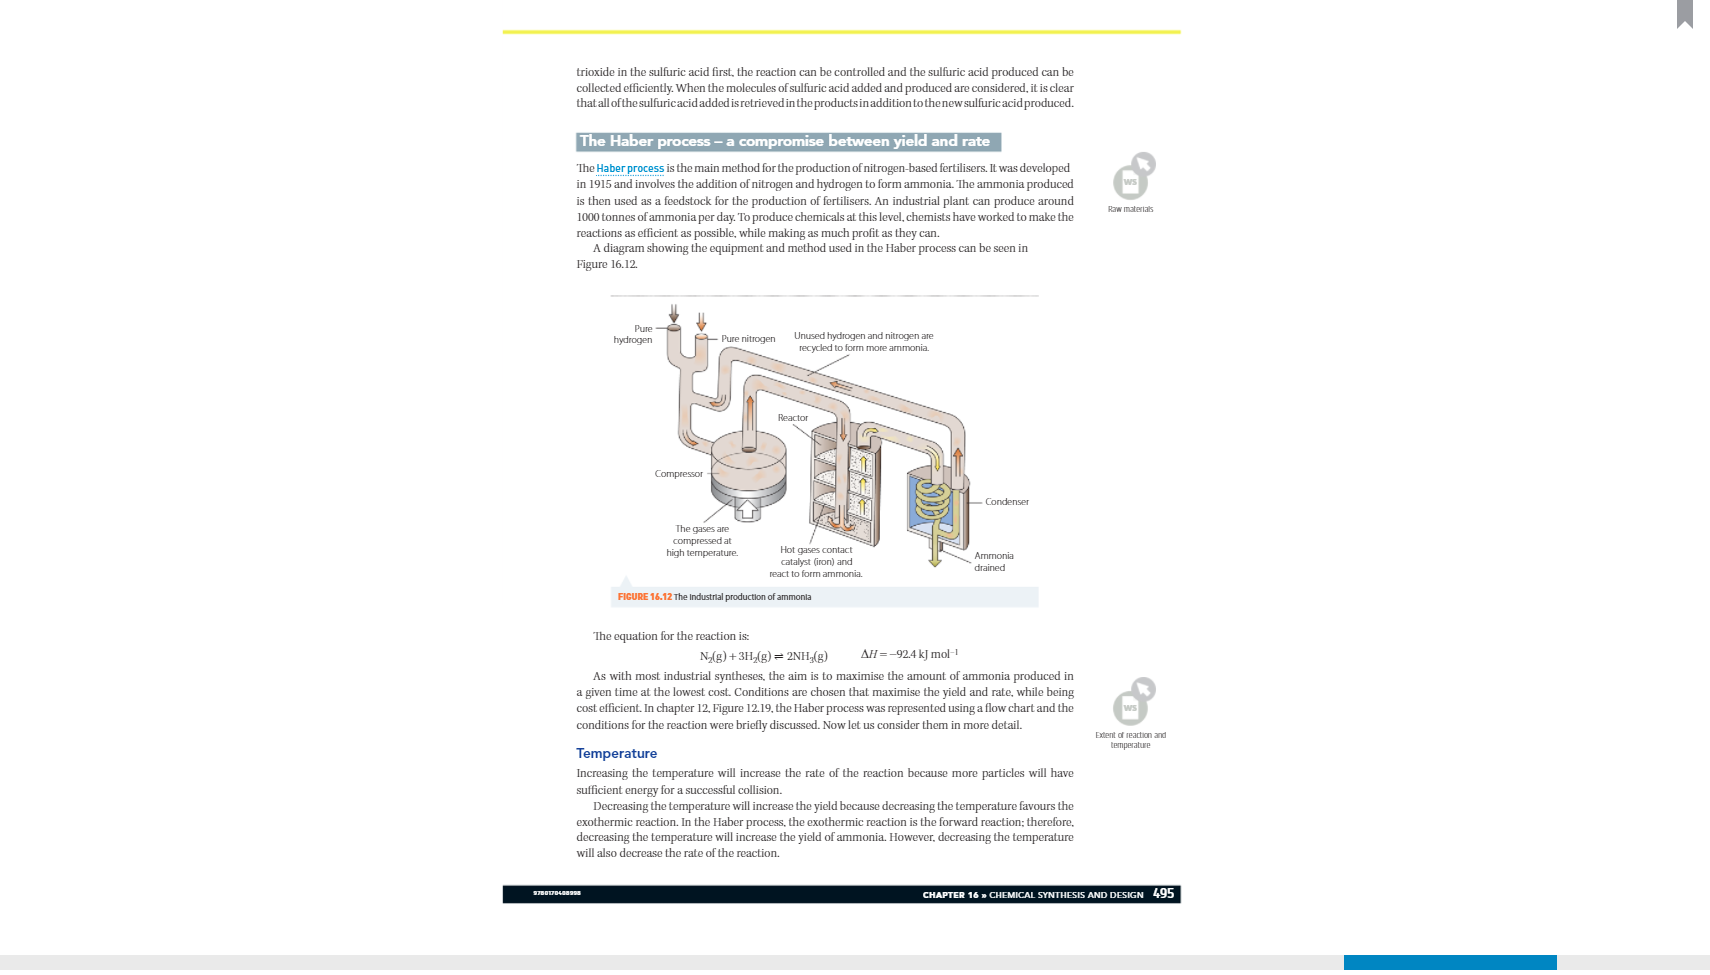 trioxide in the sulfuric acid first, the reaction can be controlled and the sulfuric acid produced can be
collected efficiently. When the molecules of sulfuric acid added and produced are considered, it is clear
that all of the sulfuric acid added is retrieved in the products in addition to the new sulfuric acid produced.
The Haber process – a compromise between yield and rate
The Haber process is the main method for the production of nitrogen-based fertilisers. It was developed
in 1915 and involves the addition of nitrogen and hydrogen to form ammonia. The ammonia produced
is then used as a feedstock for the production of fertilisers. An industrial plant can produce around
1000 tonnes of ammonia per day. To produce chemicals at this level, chemists have worked to make the
reactions as efficient as possible, while making as much profit as they can.
A diagram showing the equipment and method used in the Haber process can be seen in
Figure 16.12.
WS
Raw materials
Pure
hydrogen
Pure nitrogen
Unused hydrogen and nitrogen are
recycled to form more ammonia.
Reactor
Compressor
Condenser
The gases are
compressed at
high temperature.
Hot gases contact
catalyst (iron) and
react to form ammonia.
Ammonia
drained
FIGURE 16.12 The industrial production of ammonia
The equation for the reaction is:
N₂(g) + 3H₂(g) ⇌ 2NH₃(g) ΔH = −92.4 kJ mol⁻¹
As with most industrial syntheses, the aim is to maximise the amount of ammonia produced in
a given time at the lowest cost. Conditions are chosen that maximise the yield and rate, while being
cost efficient. In chapter 12, Figure 12.19, the Haber process was represented using a flow chart and the
conditions for the reaction were briefly discussed. Now let us consider them in more detail.
WS
Extent of reaction and
temperature
Temperature
Increasing the temperature will increase the rate of the reaction because more particles will have
sufficient energy for a successful collision.
Decreasing the temperature will increase the yield because decreasing the temperature favours the
exothermic reaction. In the Haber process, the exothermic reaction is the forward reaction; therefore,
decreasing the temperature will increase the yield of ammonia. However, decreasing the temperature
will also decrease the rate of the reaction.
9780170408998
CHAPTER 16 » CHEMICAL SYNTHESIS AND DESIGN 495